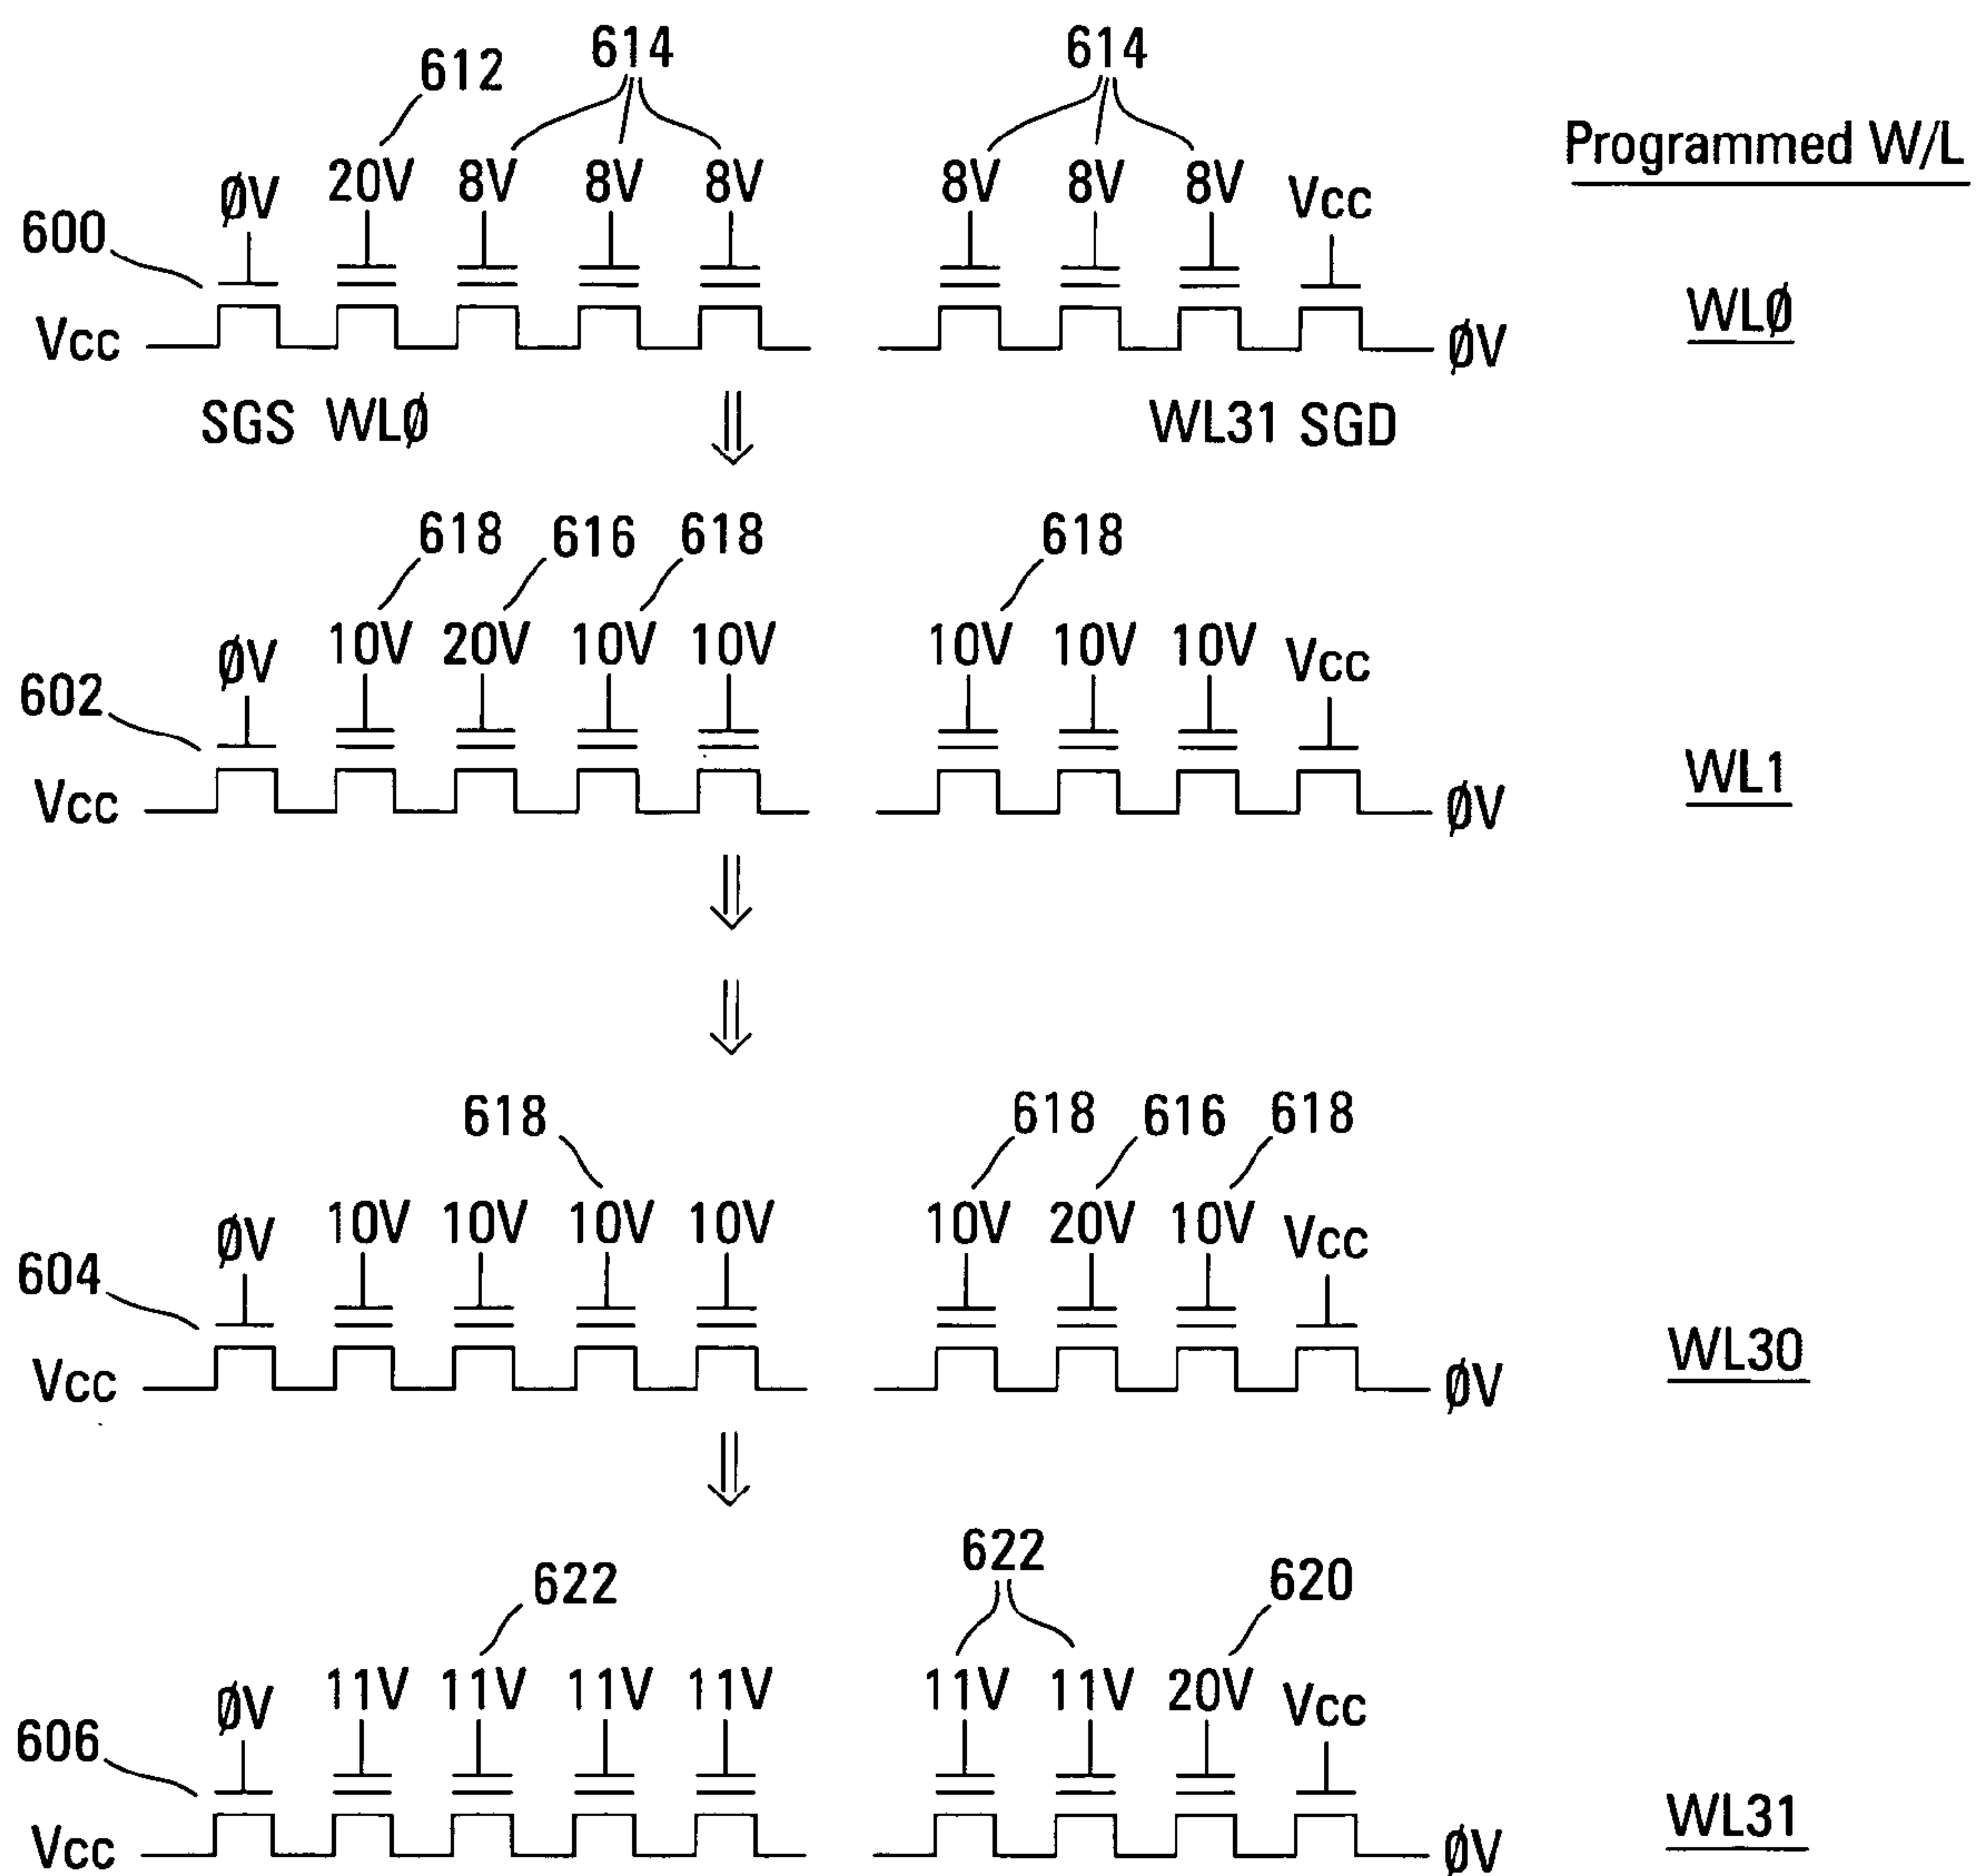 612 614 614
Programmed W/L
ØV 20V 8V 8V 8V 8V 8V 8V Vcc
600
Vcc ØV WLØ
SGS WLØ WL31 SGD
618 616 618 618
ØV 10V 20V 10V 10V 10V 10V 10V Vcc
602
Vcc ØV WL1
618 618 616 618
ØV 10V 10V 10V 10V 10V 20V 10V Vcc
604
Vcc ØV WL30
622 622 620
ØV 11V 11V 11V 11V 11V 11V 20V Vcc
606
Vcc ØV WL31